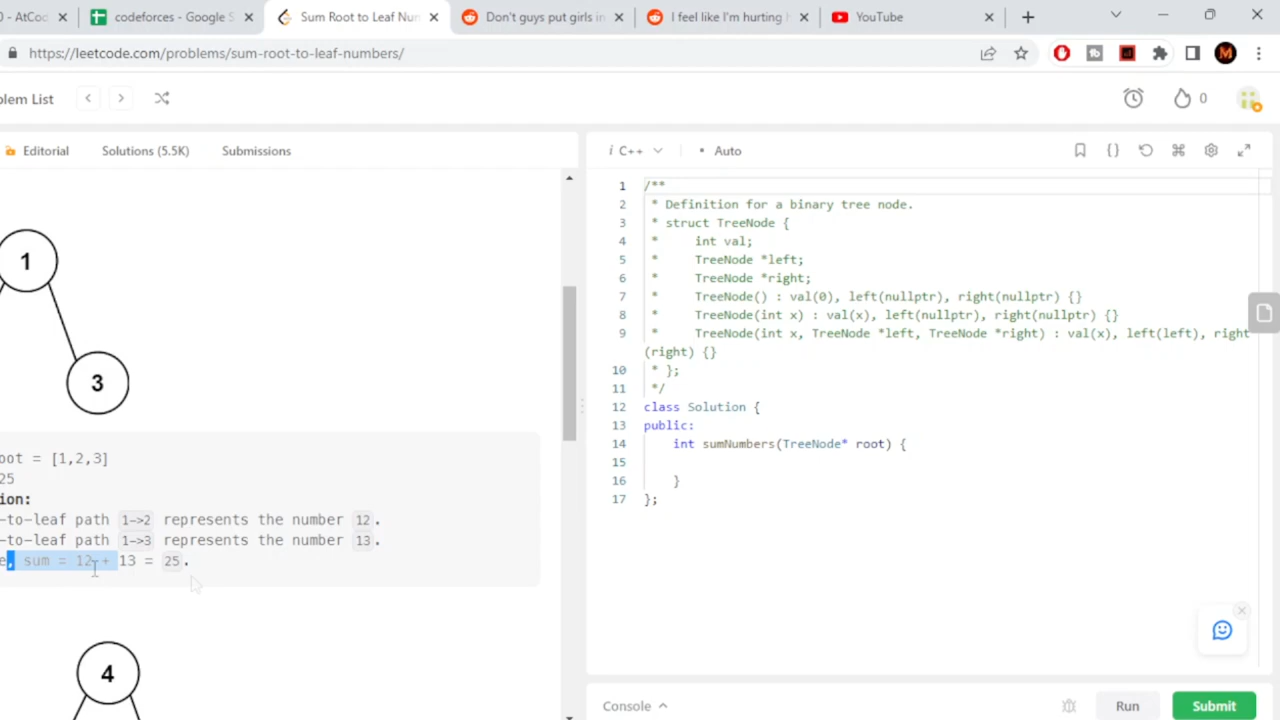 0 - AtCo
codeforces - Google S
Sum Root to Leaf Nun
Don't guys put girls in
I feel like I'm hurting h
YouTube
https://leetcode.com/problems/sum-root-to-leaf-numbers/
M
blem List
0
Editorial
Solutions (5.5K)
Submissions
i C++
• Auto
1
3
oot = [1,2,3]
25
ion:
-to-leaf path 1->2 represents the number 12.
-to-leaf path 1->3 represents the number 13.
e, sum = 12 + 13 = 25.
4
1 /**
2 * Definition for a binary tree node.
3 * struct TreeNode {
4 *     int val;
5 *     TreeNode *left;
6 *     TreeNode *right;
7 *     TreeNode() : val(0), left(nullptr), right(nullptr) {}
8 *     TreeNode(int x) : val(x), left(nullptr), right(nullptr) {}
9 *     TreeNode(int x, TreeNode *left, TreeNode *right) : val(x), left(left), right
(right) {}
10 * };
11 */
12 class Solution {
13 public:
14     int sumNumbers(TreeNode* root) {
15
16     }
17 };
Console
Run
Submit